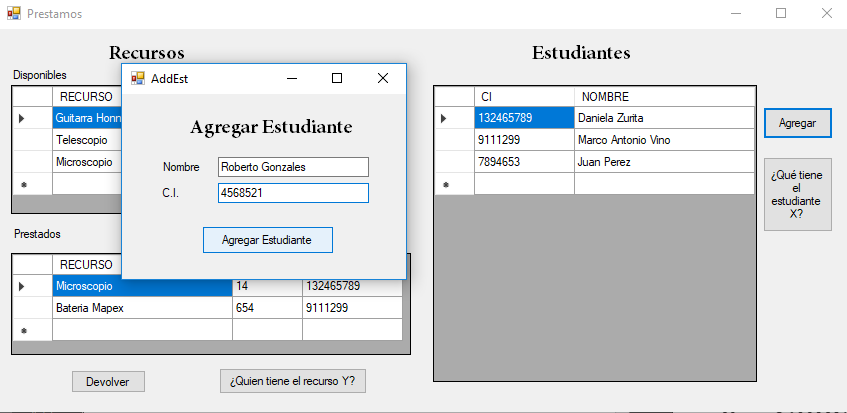 Prestamos
Recursos
Estudiantes
Disponibles
RECURSO
Guitarra Honn
Telescopio
Microscopio
AddEst
Agregar Estudiante
Nombre Roberto Gonzales
C.I. 4568521
Agregar Estudiante
CI NOMBRE
132465789 Daniela Zurita
9111299 Marco Antonio Vino
7894653 Juan Perez
Agregar
¿Qué tiene
el
estudiante
X?
Prestados
RECURSO
Microscopio 14 132465789
Bateria Mapex 654 9111299
Devolver
¿Quien tiene el recurso Y?